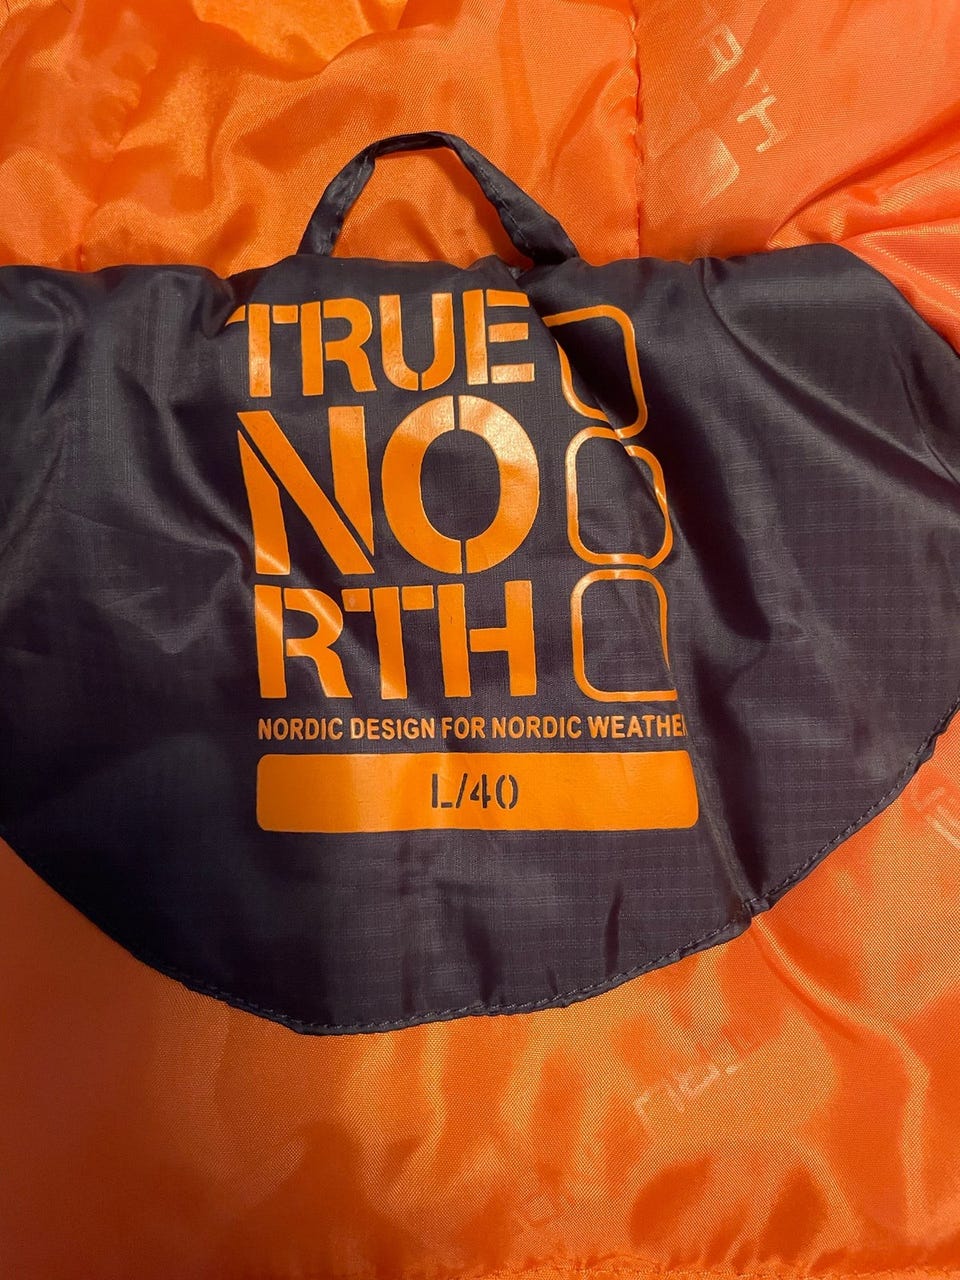 TRUE
NO
RTH
NORDIC DESIGN FOR NORDIC WEATHER
L/40